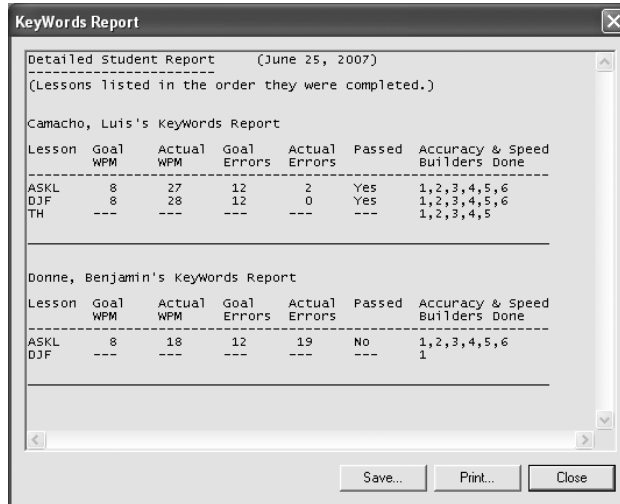 KeyWords Report
Detailed Student Report (June 25, 2007)
-----------------------
(Lessons listed in the order they were completed.)
Camacho, Luis's KeyWords Report
Lesson Goal Actual Goal Actual Passed Accuracy & Speed
WPM WPM Errors Errors Builders Done
----------------------------------------------------------------
ASKL 8 27 12 2 Yes 1,2,3,4,5,6
DJF 8 28 12 0 Yes 1,2,3,4,5,6
TH --- --- --- --- --- 1,2,3,4,5
Donne, Benjamin's KeyWords Report
Lesson Goal Actual Goal Actual Passed Accuracy & Speed
WPM WPM Errors Errors Builders Done
----------------------------------------------------------------
ASKL 8 18 12 19 No 1,2,3,4,5,6
DJF --- --- --- --- --- 1
Save... Print... Close